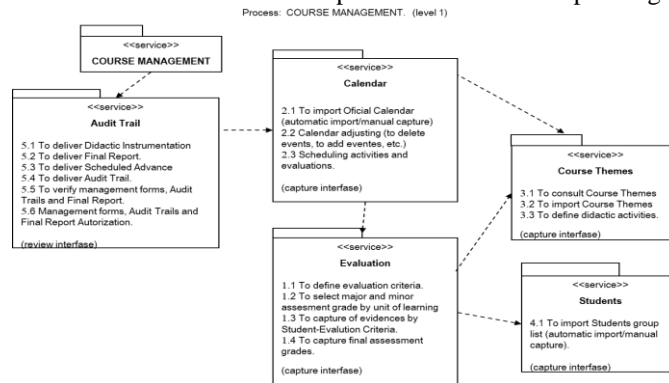 Process: COURSE MANAGEMENT. (level 1)
<<service>>
COURSE MANAGEMENT
<<service>>
Audit Trail
5.1 To deliver Didactic Instrumentation
5.2 To deliver Final Report.
5.3 To deliver Scheduled Advance
5.4 To deliver Audit Trail.
5.5 To verify management forms, Audit
Trails and Final Report.
5.6 Management forms, Audit Trails and
Final Report Autorization.
(review interfase)
<<service>>
Calendar
2.1 To import Oficial Calendar
(automatic import/manual capture)
2.2 Calendar adjusting (to delete
events, to add eventes, etc.)
2.3 Scheduling activities and
evaluations.
(capture interfase)
<<service>>
Course Themes
3.1 To consult Course Themes
3.2 To import Course Themes
3.3 To define didactic activities.
(capture interfase)
<<service>>
Evaluation
1.1 To define evaluation criteria.
1.2 To select major and minor
assesment grade by unit of learning
1.3 To capture of evidences by
Student-Evalution Criteria.
1.4 To capture final assessment
grades.
(capture interfase)
<<service>>
Students
4.1 To import Students group
list (automatic import/manual
capture).
(capture interfase)